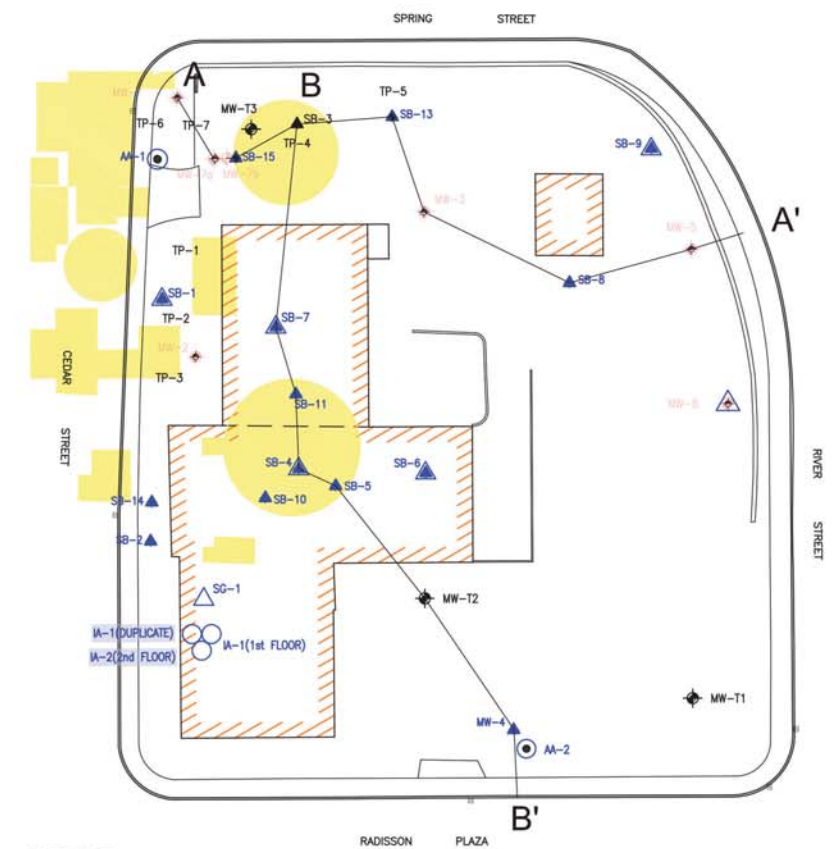 SPRING STREET
A
B
MW-T3
TP-5
SB-3
SB-13
TP-6
TP-7
TP-4
SB-9
AA-1
SB-15
MW-7a
MW-3
A'
MW-5
TP-1
SB-8
SB-1
SB-7
TP-2
MW-2
CEDAR
TP-3
SB-11
MW-6
STREET
SB-4
SB-6
RIVER
SB-5
SB-14
SB-10
STREET
SB-2
SG-1
MW-T2
IA-1(DUPLICATE)
IA-1(1st FLOOR)
IA-2(2nd FLOOR)
MW-T1
MW-4
AA-2
B'
RADISSON PLAZA